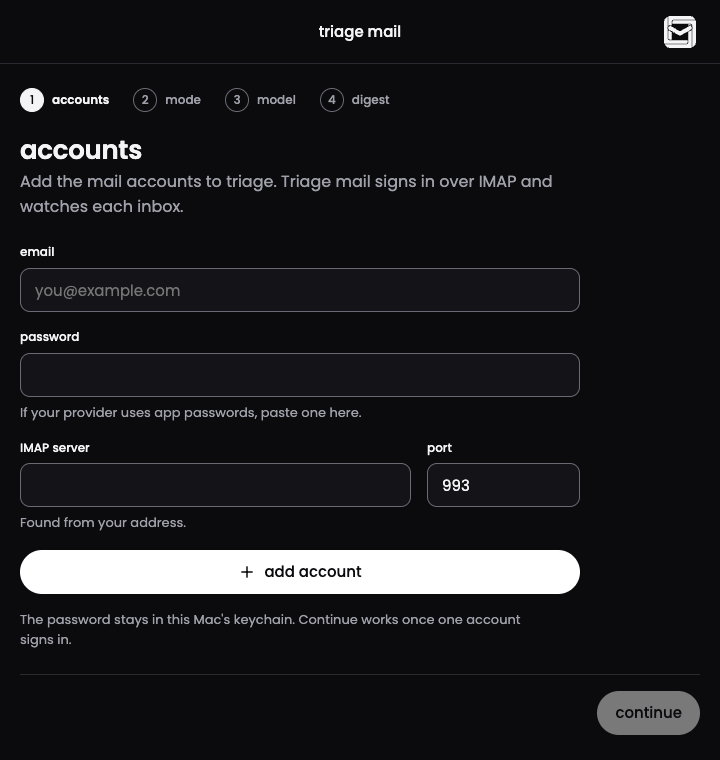 triage mail
1 accounts 2 mode 3 model 4 digest
accounts
Add the mail accounts to triage. Triage mail signs in over IMAP and
watches each inbox.
email
you@example.com
password
If your provider uses app passwords, paste one here.
IMAP server port
993
Found from your address.
+ add account
The password stays in this Mac's keychain. Continue works once one account
signs in.
continue